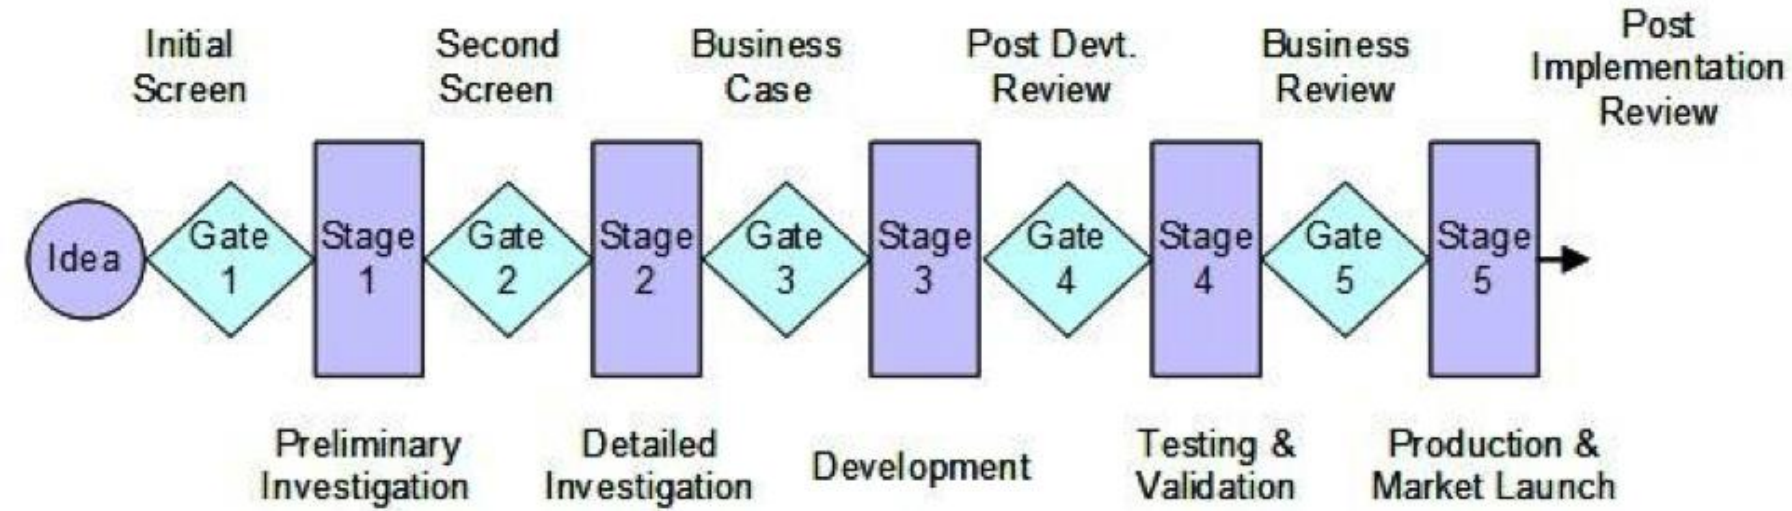 Initial
Screen
Second
Screen
Business
Case
Post Devt.
Review
Business
Review
Post
Implementation
Review
Idea
Gate
1
Stage
1
Gate
2
Stage
2
Gate
3
Stage
3
Gate
4
Stage
4
Gate
5
Stage
5
Preliminary
Investigation
Detailed
Investigation
Development
Testing &
Validation
Production &
Market Launch